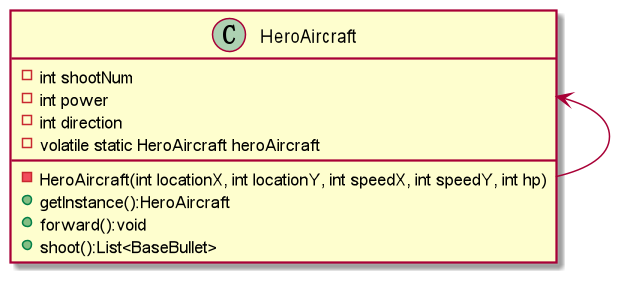 C HeroAircraft
int shootNum
int power
int direction
volatile static HeroAircraft heroAircraft
HeroAircraft(int locationX, int locationY, int speedX, int speedY, int hp)
getInstance():HeroAircraft
forward():void
shoot():List<BaseBullet>